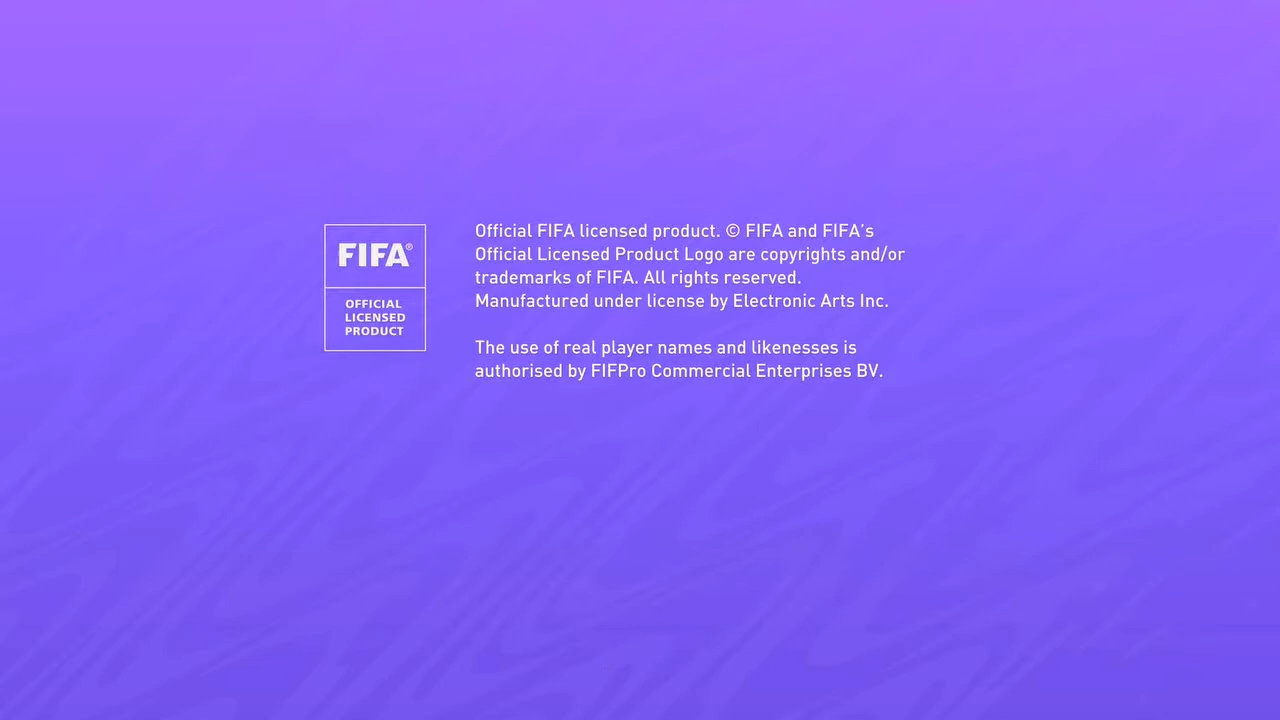 FIFA®
OFFICIAL
LICENSED
PRODUCT
Official FIFA licensed product. © FIFA and FIFA's
Official Licensed Product Logo are copyrights and/or
trademarks of FIFA. All rights reserved.
Manufactured under license by Electronic Arts Inc.
The use of real player names and likenesses is
authorised by FIFPro Commercial Enterprises BV.